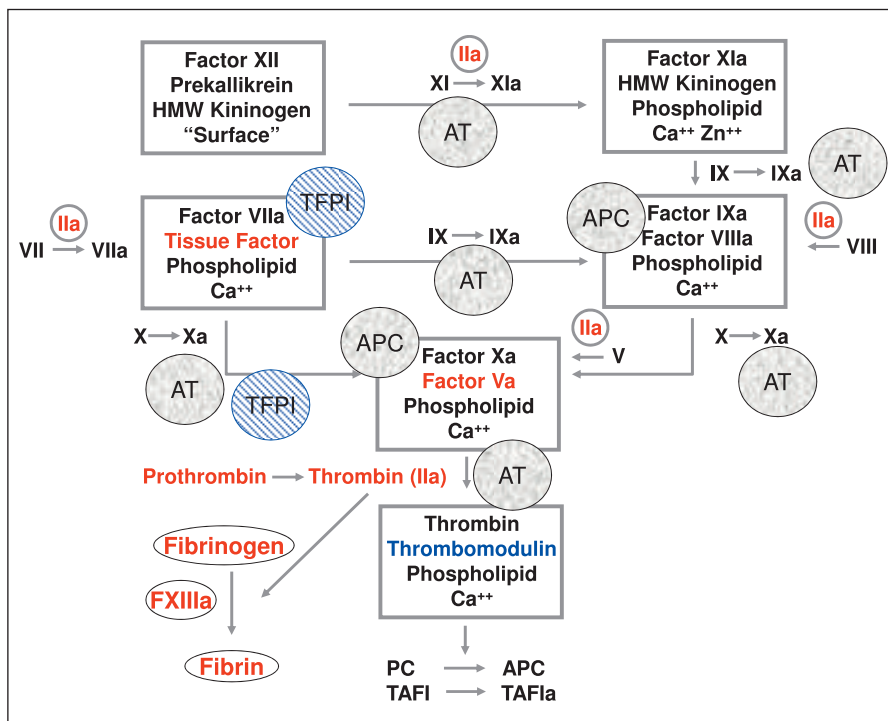 Factor XII
Prekallikrein
HMW Kininogen
“Surface”
IIa
XI → XIa
AT
Factor XIa
HMW Kininogen
Phospholipid
Ca⁺⁺ Zn⁺⁺
IX → IXa
AT
IIa
VII → VIIa
TFPI
Factor VIIa
Tissue Factor
Phospholipid
Ca⁺⁺
IX → IXa
AT
APC
Factor IXa
Factor VIIIa
Phospholipid
Ca⁺⁺
IIa
VIII
X → Xa
AT
TFPI
APC
Factor Xa
Factor Va
Phospholipid
Ca⁺⁺
IIa
V
X → Xa
AT
Prothrombin → Thrombin (IIa)
AT
Fibrinogen
FXIIIa
Fibrin
Thrombin
Thrombomodulin
Phospholipid
Ca⁺⁺
PC → APC
TAFI → TAFIa